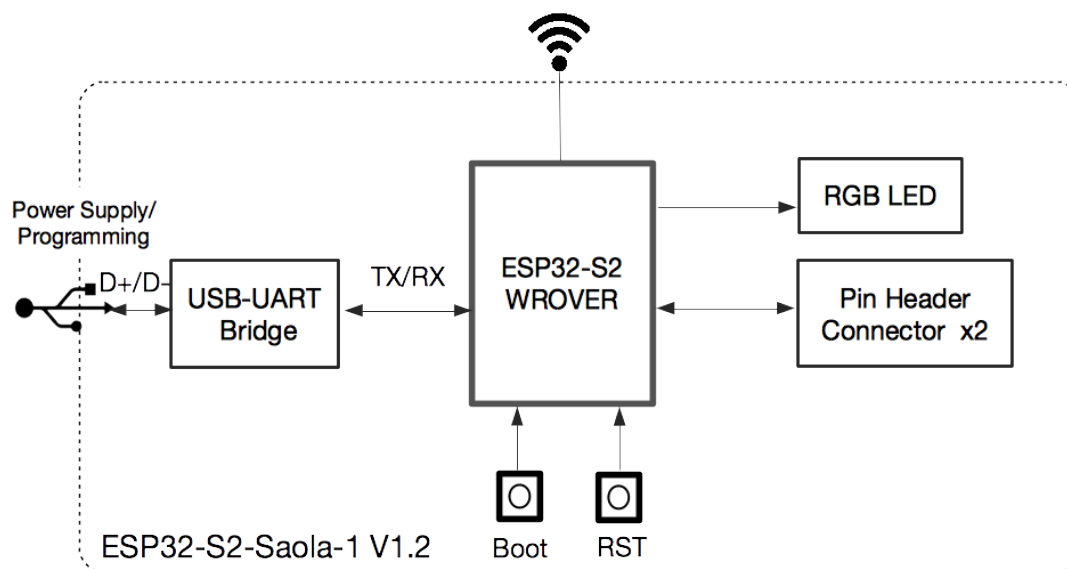 Power Supply/
Programming
D+/D-
USB-UART
Bridge
TX/RX
ESP32-S2
WROVER
RGB LED
Pin Header
Connector x2
Boot
RST
ESP32-S2-Saola-1 V1.2